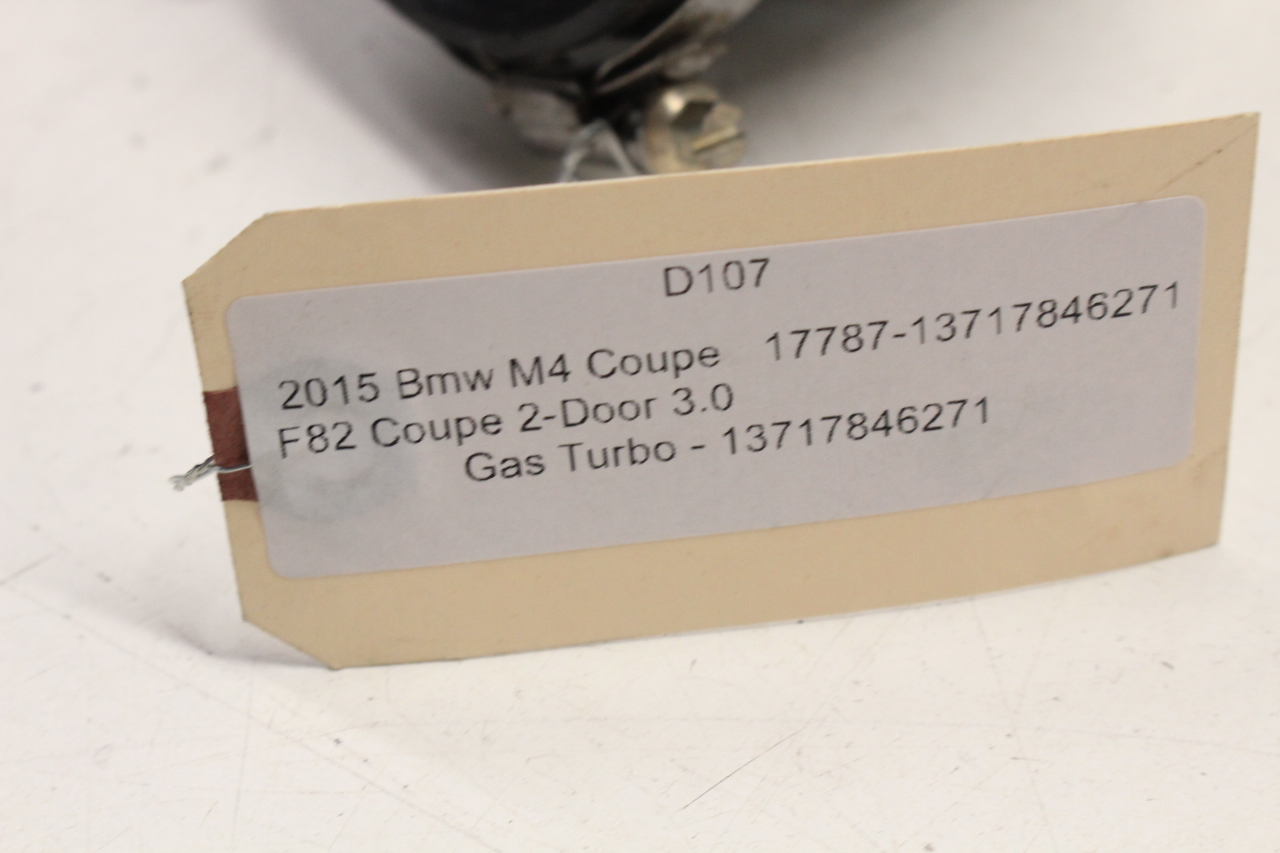 D107
2015 Bmw M4 Coupe 17787-13717846271
F82 Coupe 2-Door 3.0
Gas Turbo - 13717846271